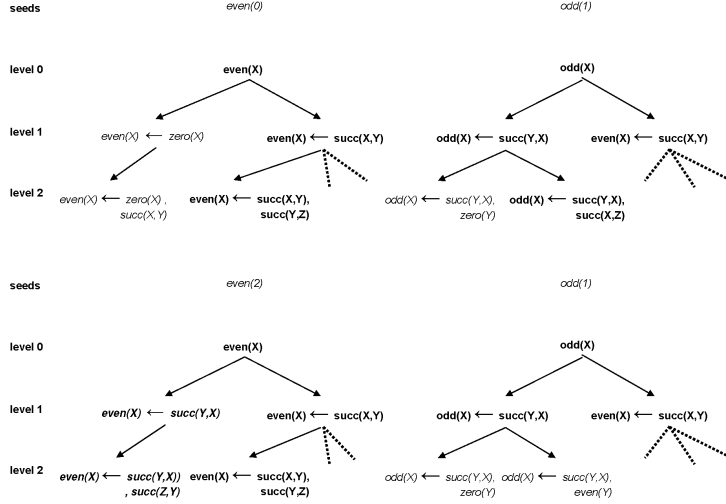 seeds even(0) odd(1)
level 0 even(X) odd(X)
level 1 even(X) ← zero(X) even(X) ← succ(X,Y) odd(X) ← succ(Y,X) even(X) ← succ(X,Y)
level 2 even(X) ← zero(X) , even(X) ← succ(X,Y), odd(X) ← succ(Y,X), odd(X) ← succ(Y,X),
succ(X,Y) succ(Y,Z) zero(Y) succ(X,Z)
seeds even(2) odd(1)
level 0 even(X) odd(X)
level 1 even(X) ← succ(Y,X) even(X) ← succ(X,Y) odd(X) ← succ(Y,X) even(X) ← succ(X,Y)
level 2 even(X) ← succ(Y,X)) even(X) ← succ(X,Y), odd(X) ← succ(Y,X), odd(X) ← succ(Y,X),
, succ(Z,Y) succ(Y,Z) zero(Y) even(Y)